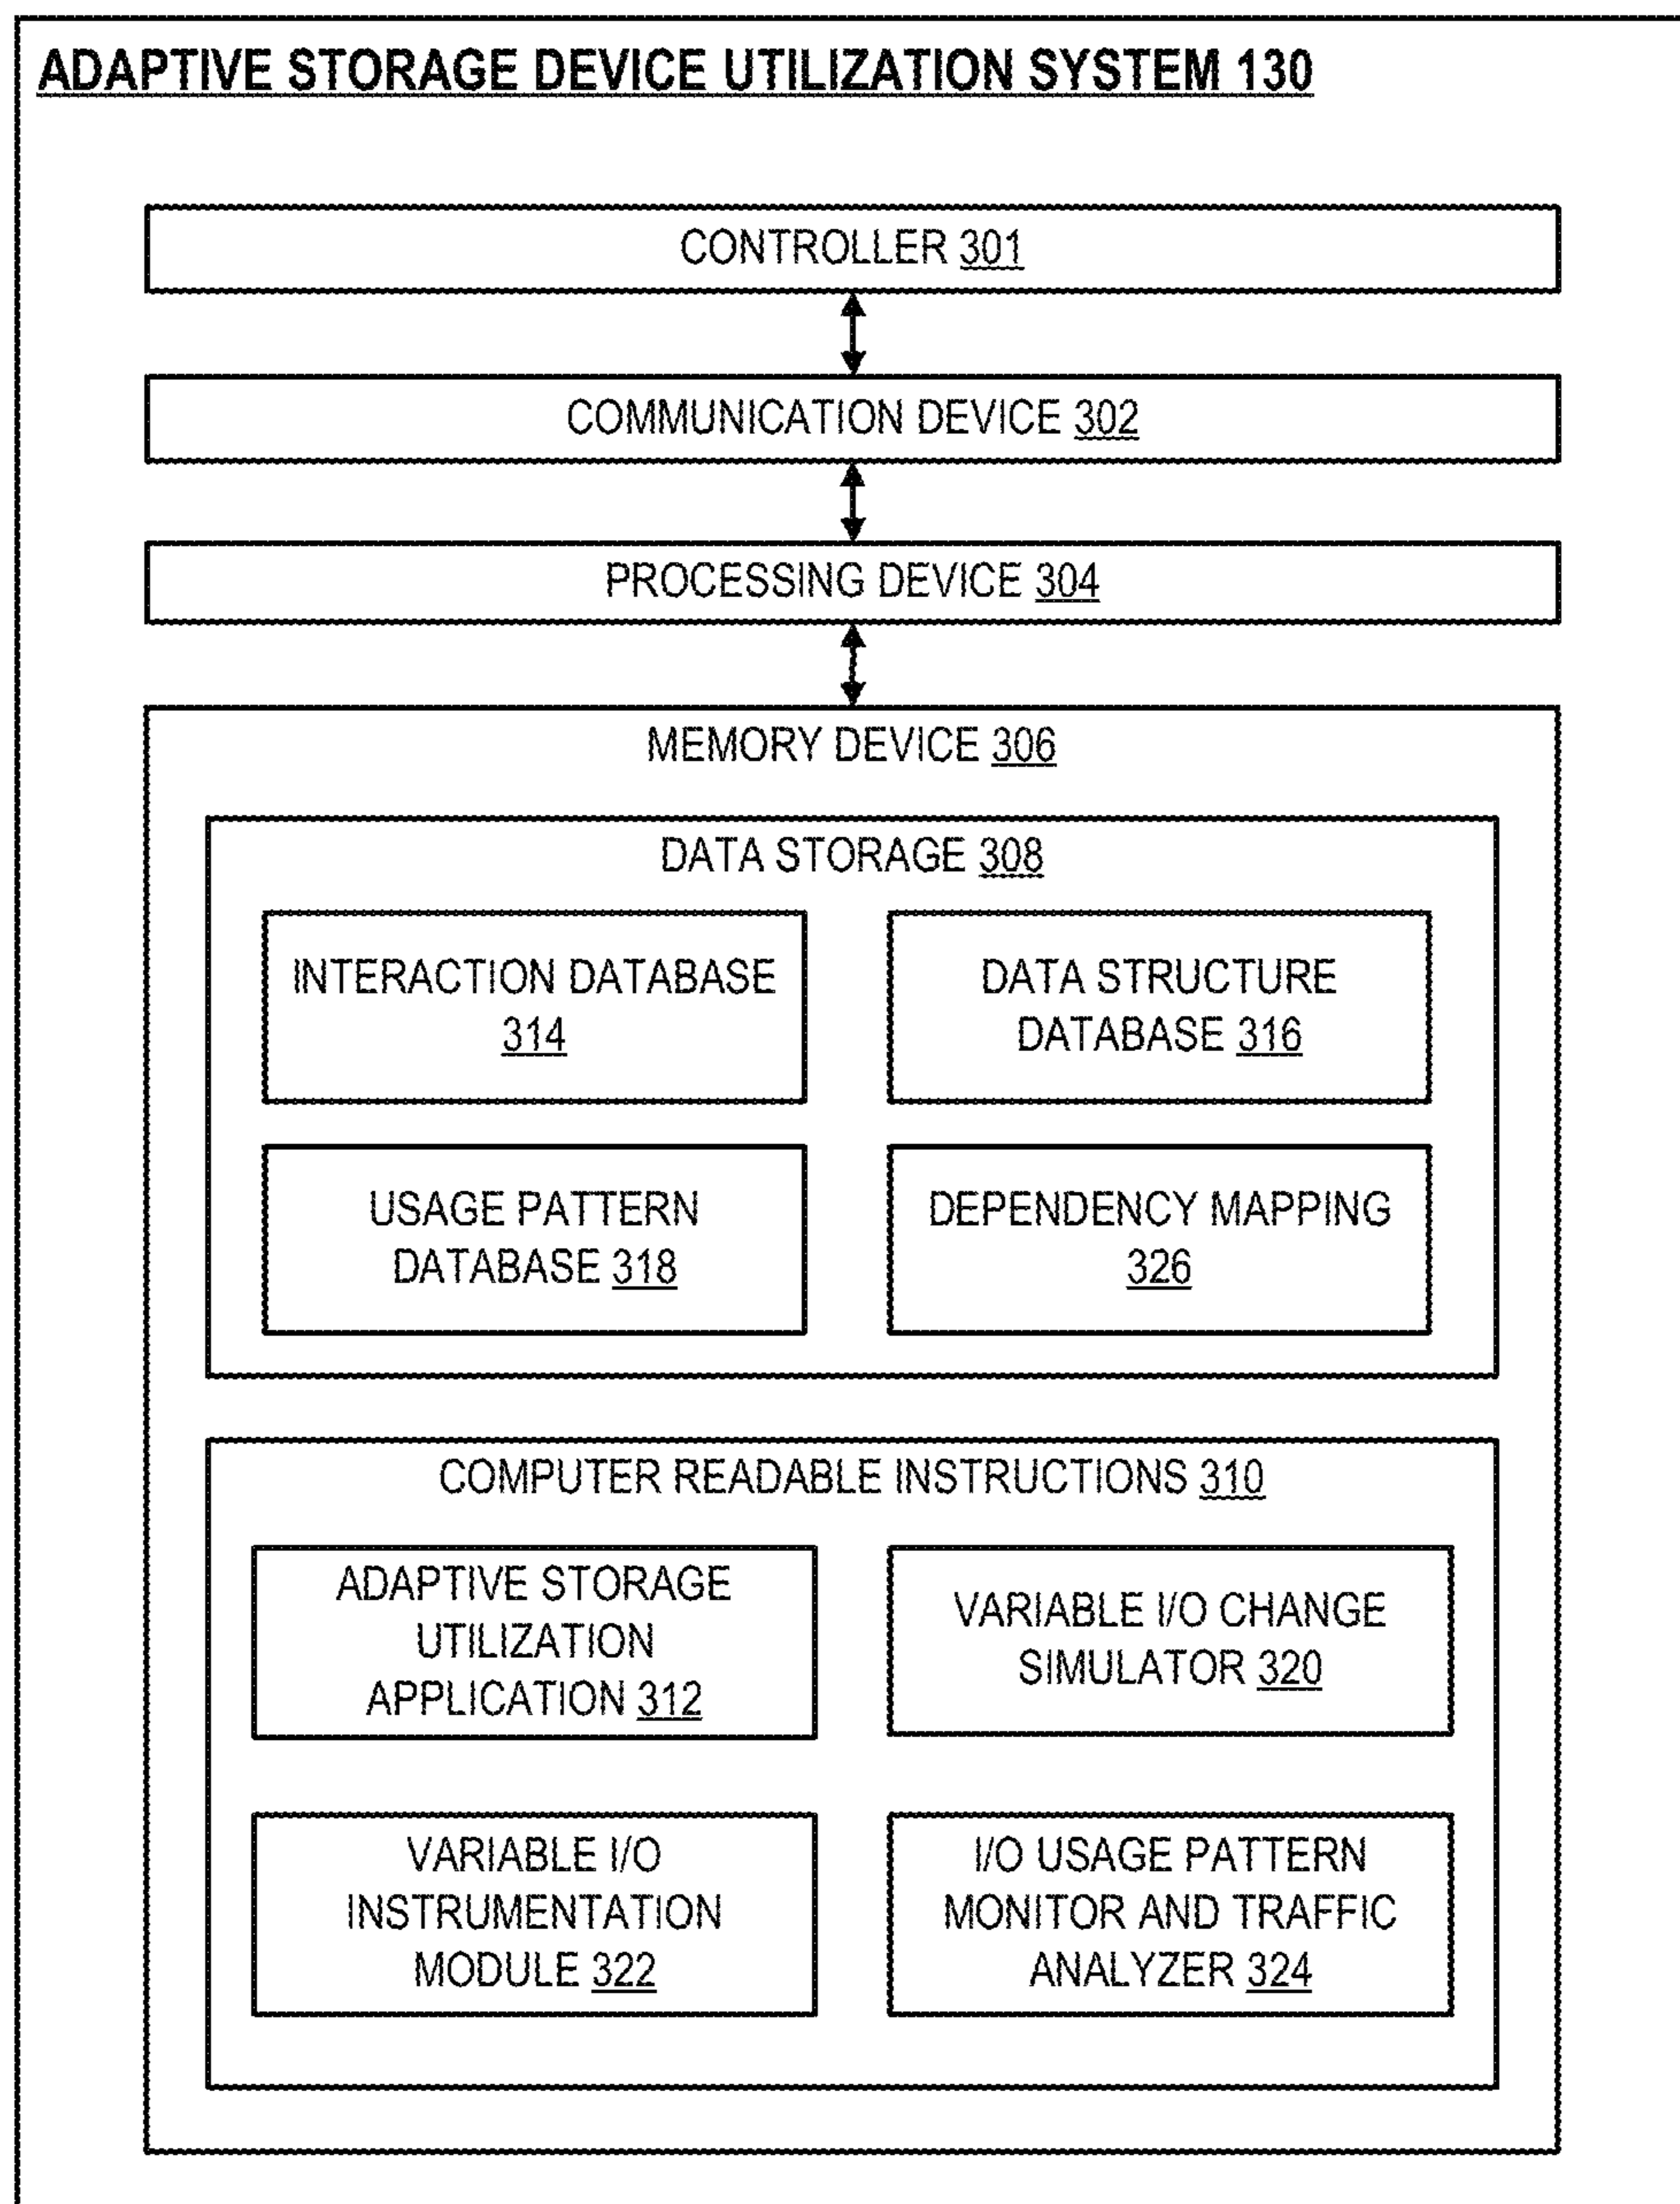 ADAPTIVE STORAGE DEVICE UTILIZATION SYSTEM 130
CONTROLLER 301
COMMUNICATION DEVICE 302
PROCESSING DEVICE 304
MEMORY DEVICE 306
DATA STORAGE 308
INTERACTION DATABASE
314
DATA STRUCTURE
DATABASE 316
USAGE PATTERN
DATABASE 318
DEPENDENCY MAPPING
326
COMPUTER READABLE INSTRUCTIONS 310
ADAPTIVE STORAGE
UTILIZATION
APPLICATION 312
VARIABLE I/O CHANGE
SIMULATOR 320
VARIABLE I/O
INSTRUMENTATION
MODULE 322
I/O USAGE PATTERN
MONITOR AND TRAFFIC
ANALYZER 324